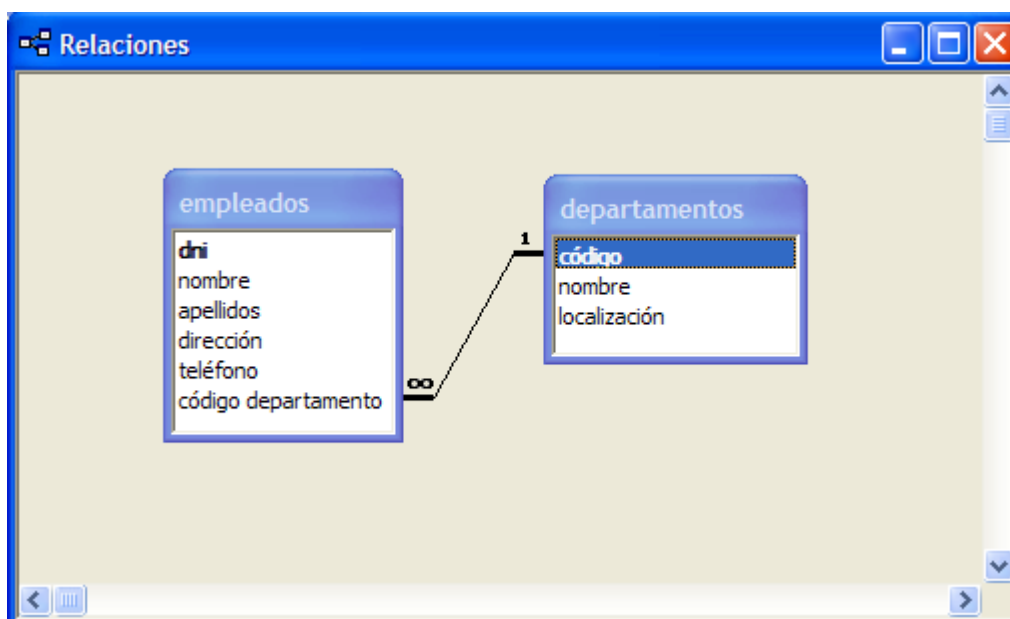 Relaciones
empleados
dni
nombre
apellidos
dirección
teléfono
código departamento
∞
1
departamentos
código
nombre
localización